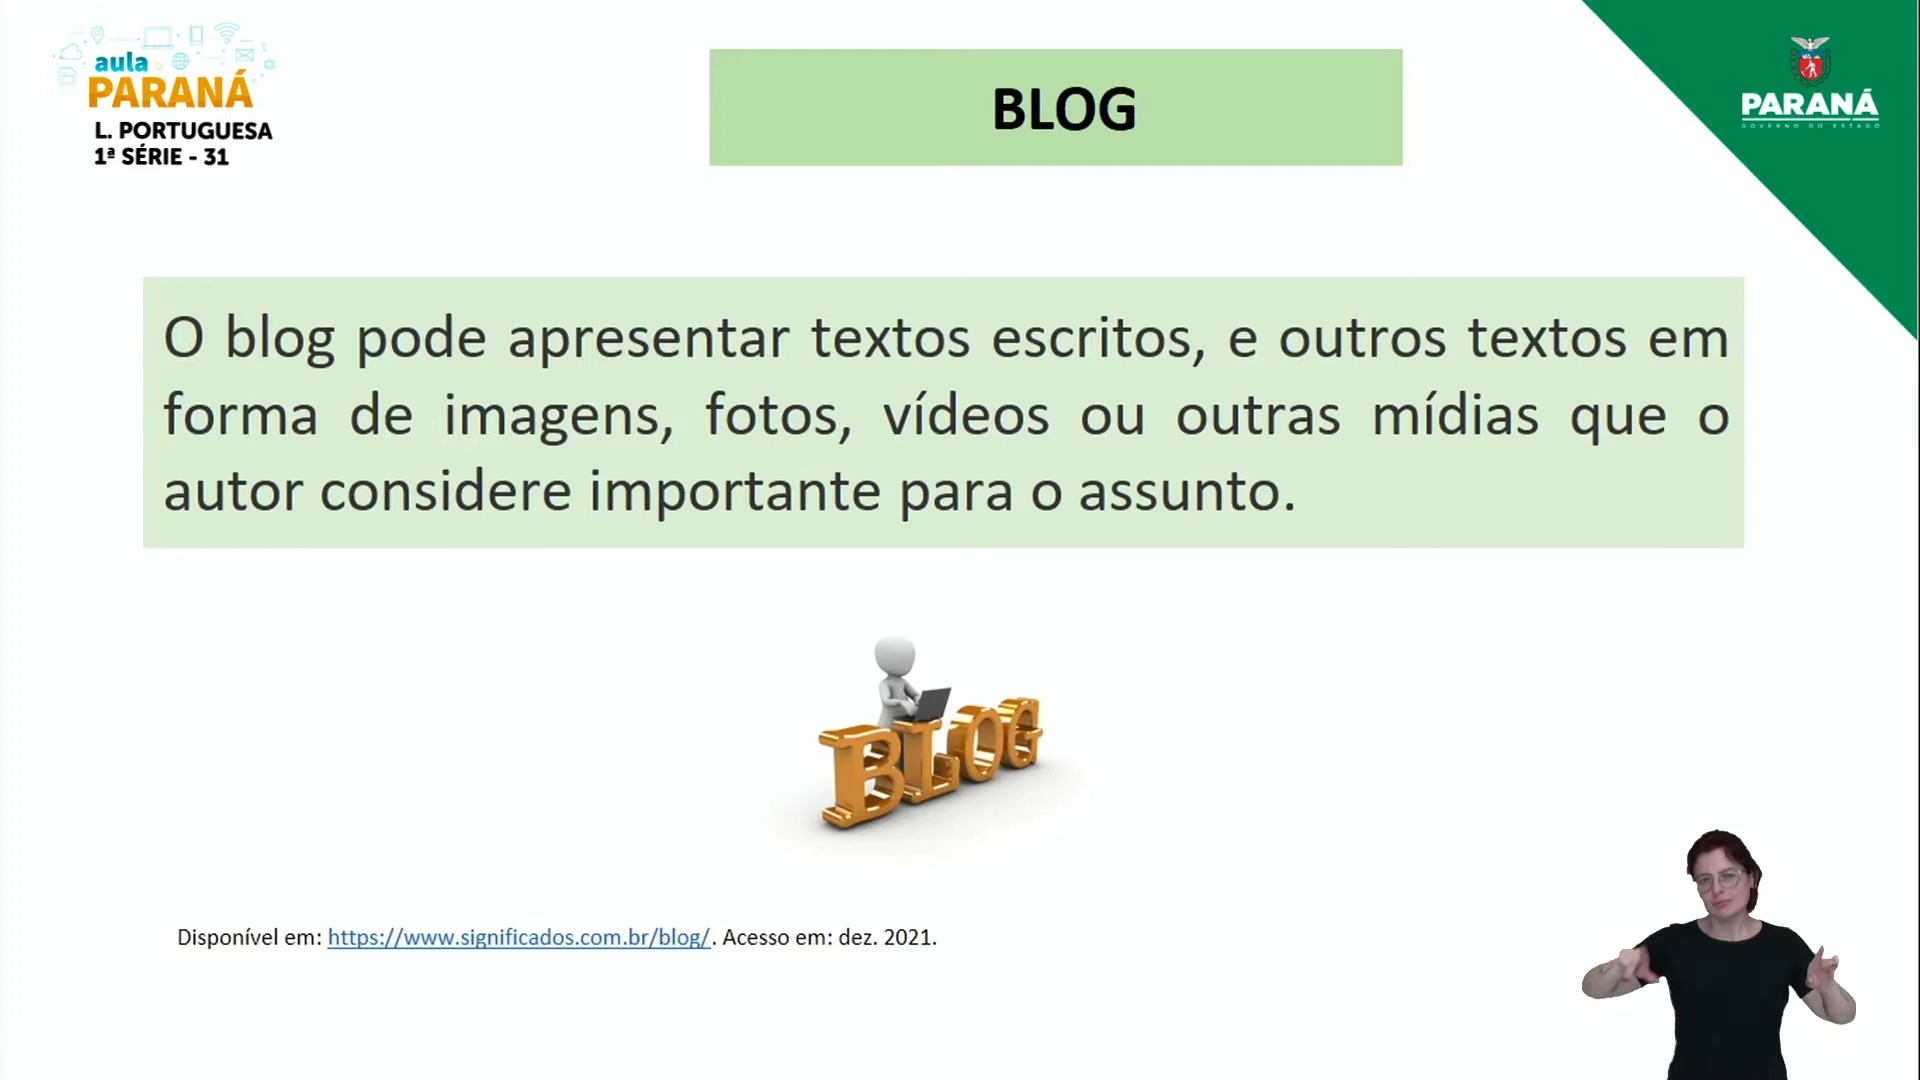 aula
PARANÁ
L. PORTUGUESA
1ª SÉRIE - 31
BLOG
PARANÁ
GOVERNO DO ESTADO
O blog pode apresentar textos escritos, e outros textos em
forma de imagens, fotos, vídeos ou outras mídias que o
autor considere importante para o assunto.
BLOG
Disponível em: https://www.significados.com.br/blog/. Acesso em: dez. 2021.